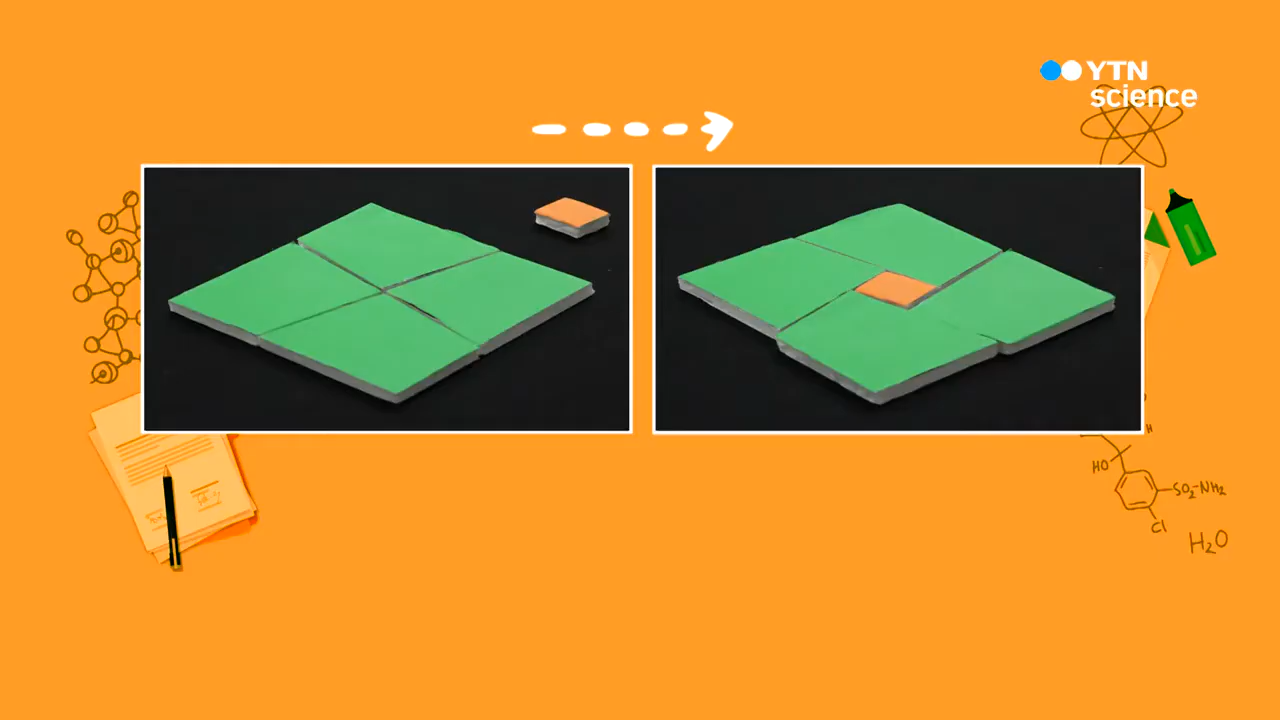 YTN
science
H
HO
SO₂-NH₂
Cl
H₂O